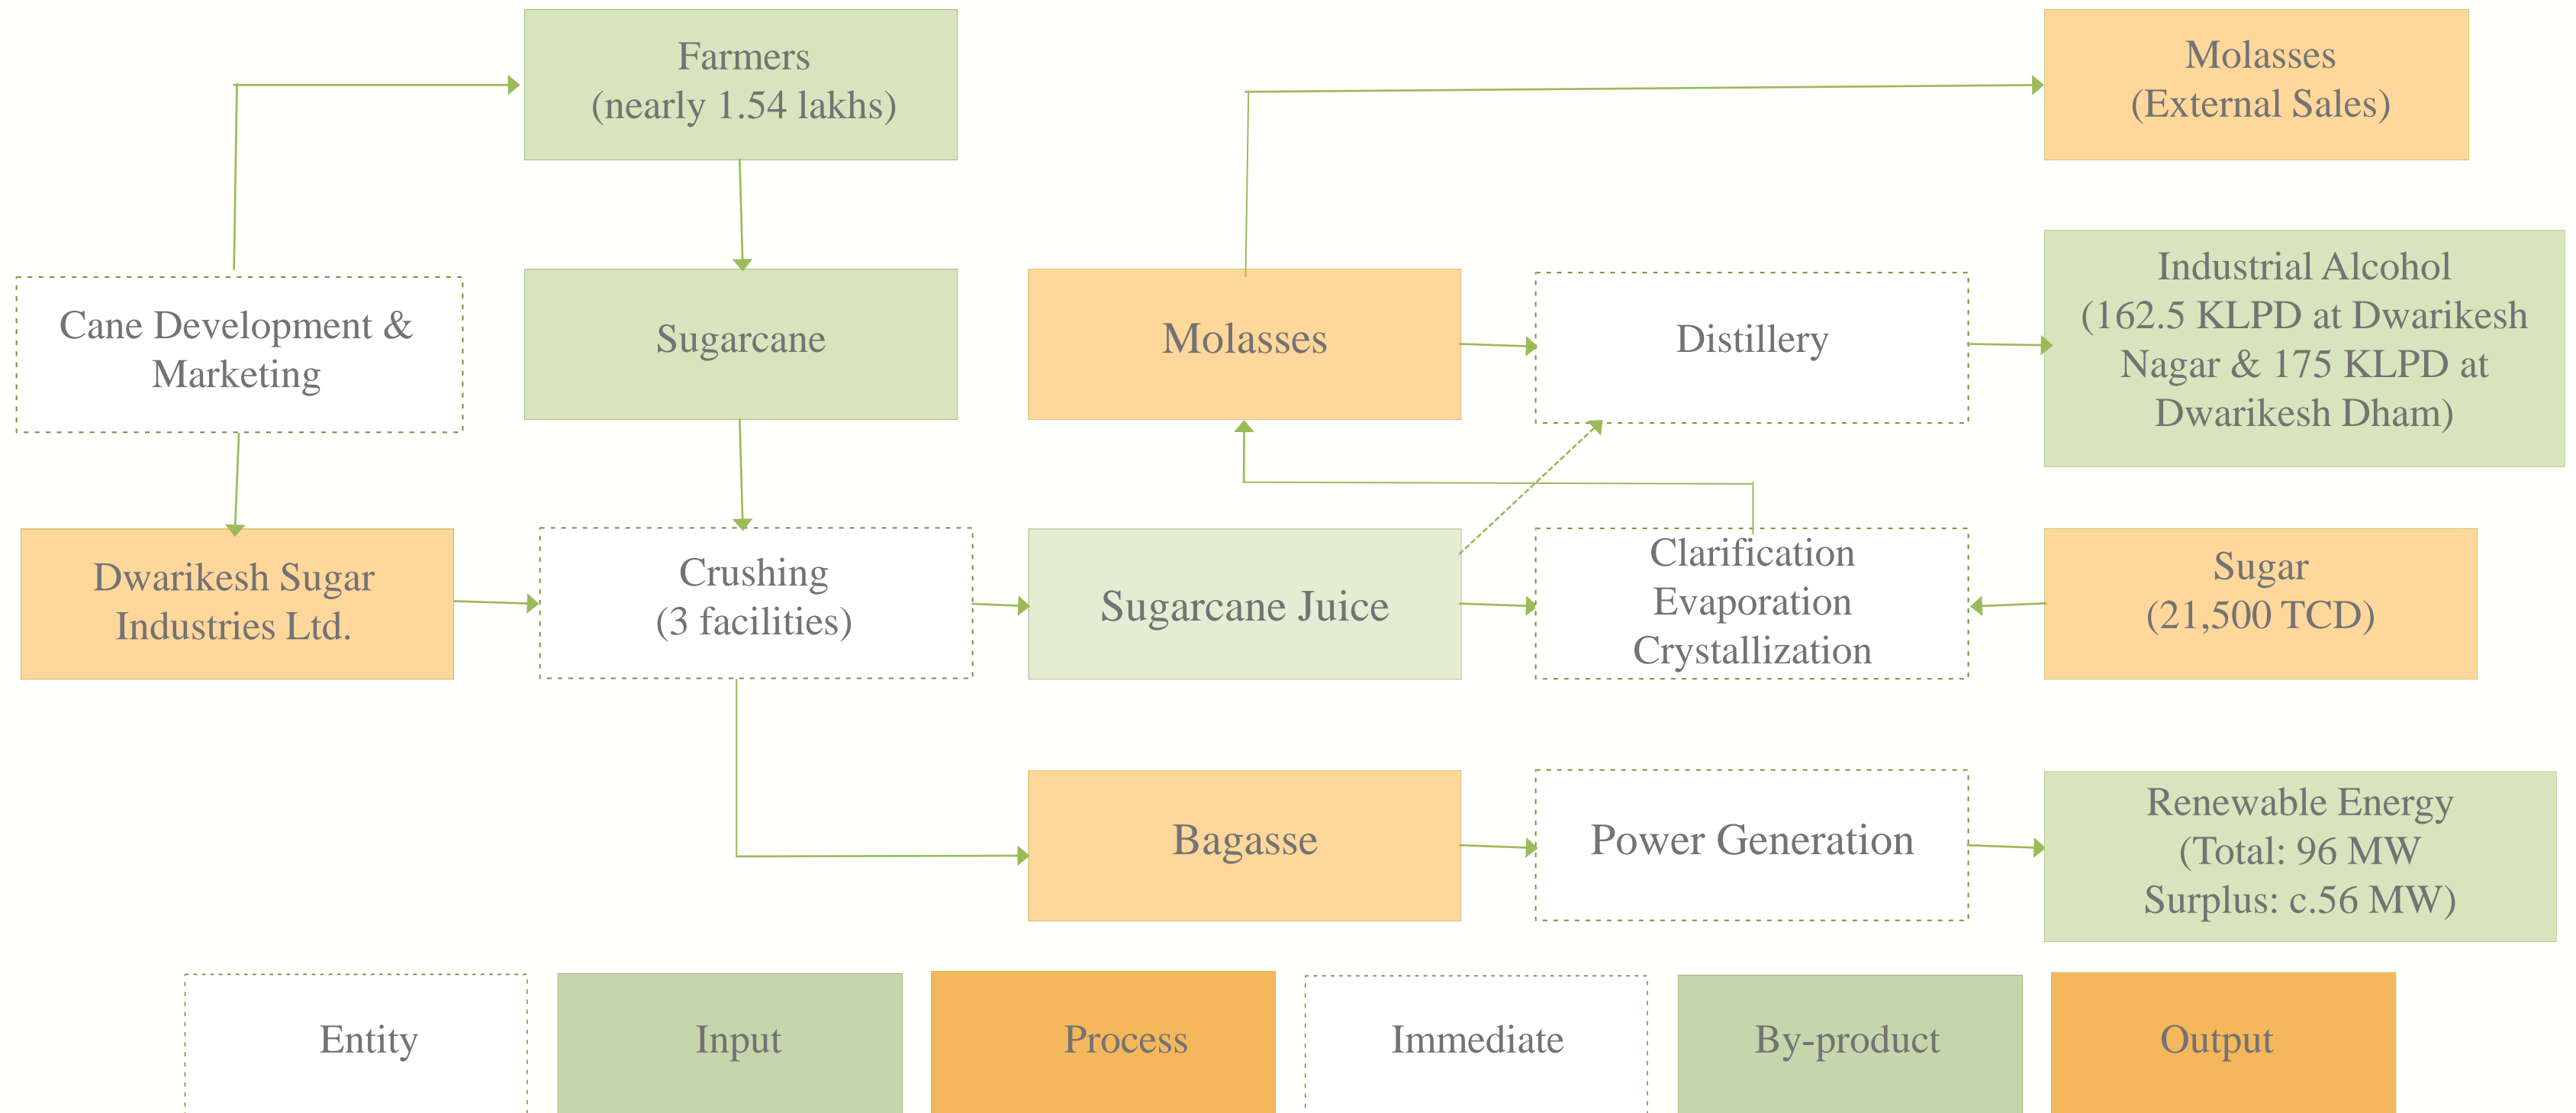 Farmers
(nearly 1.54 lakhs)
Molasses
(External Sales)
Cane Development &
Marketing
Sugarcane
Molasses
Distillery
Industrial Alcohol
(162.5 KLPD at Dwarikesh
Nagar & 175 KLPD at
Dwarikesh Dham)
Dwarikesh Sugar
Industries Ltd.
Crushing
(3 facilities)
Sugarcane Juice
Clarification
Evaporation
Crystallization
Sugar
(21,500 TCD)
Bagasse
Power Generation
Renewable Energy
(Total: 96 MW
Surplus: c.56 MW)
Entity
Input
Process
Immediate
By-product
Output